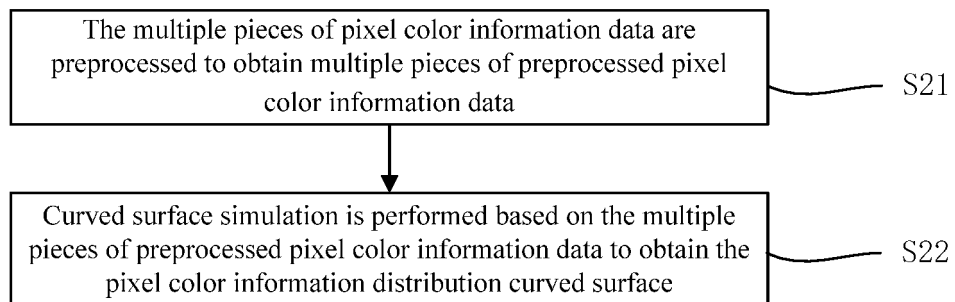 The multiple pieces of pixel color information data are
preprocessed to obtain multiple pieces of preprocessed pixel
color information data
S21
Curved surface simulation is performed based on the multiple
pieces of preprocessed pixel color information data to obtain the
pixel color information distribution curved surface
S22